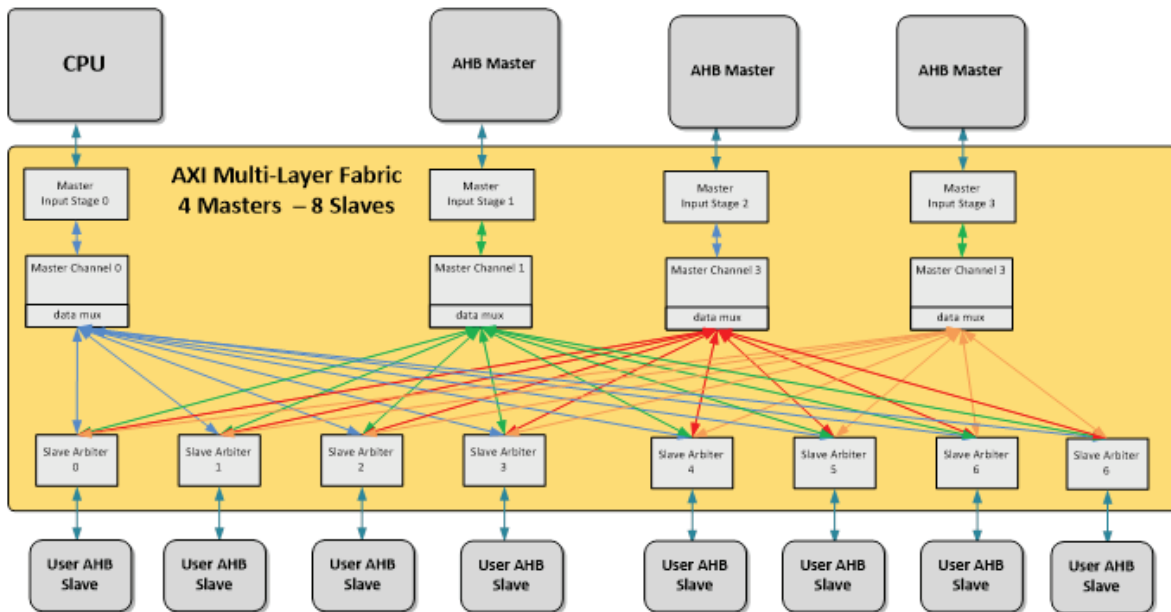 CPU
AHB Master
AHB Master
AHB Master
AXI Multi-Layer Fabric
4 Masters – 8 Slaves
Master
Input Stage 0
Master
Input Stage 1
Master
Input Stage 2
Master
Input Stage 3
Master Channel 0
data mux
Master Channel 1
data mux
Master Channel 3
data mux
Master Channel 3
data mux
Slave Arbiter
0
Slave Arbiter
1
Slave Arbiter
2
Slave Arbiter
3
Slave Arbiter
4
Slave Arbiter
5
Slave Arbiter
6
Slave Arbiter
6
User AHB
Slave
User AHB
Slave
User AHB
Slave
User AHB
Slave
User AHB
Slave
User AHB
Slave
User AHB
Slave
User AHB
Slave